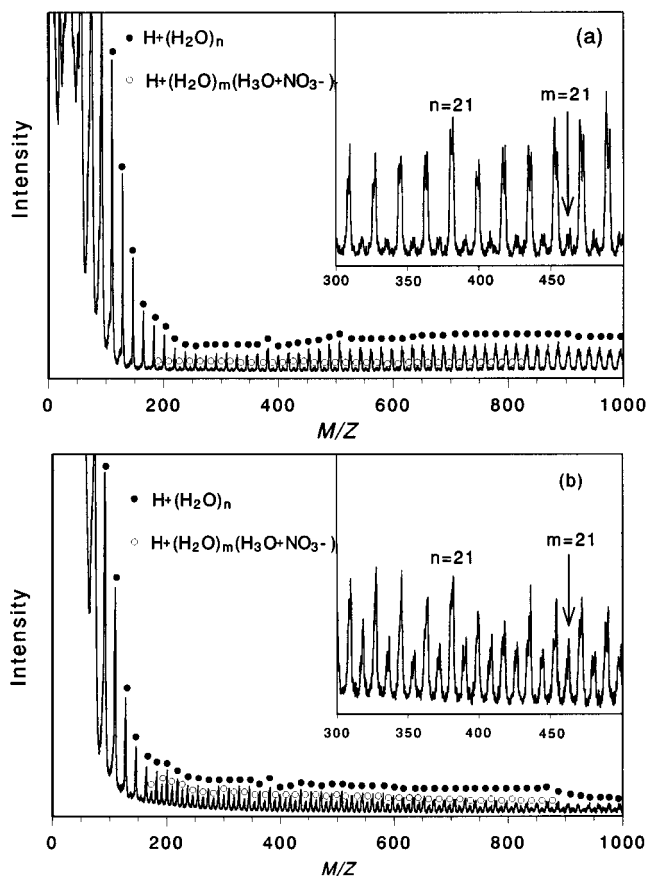 (a)
● H+(H2O)n
○ H+(H2O)m(H3O+NO3-)
n=21
m=21
300 350 400 450
Intensity
0 200 400 600 800 1000
M/Z
(b)
● H+(H2O)n
○ H+(H2O)m(H3O+NO3-)
n=21
m=21
300 350 400 450
Intensity
0 200 400 600 800 1000
M/Z